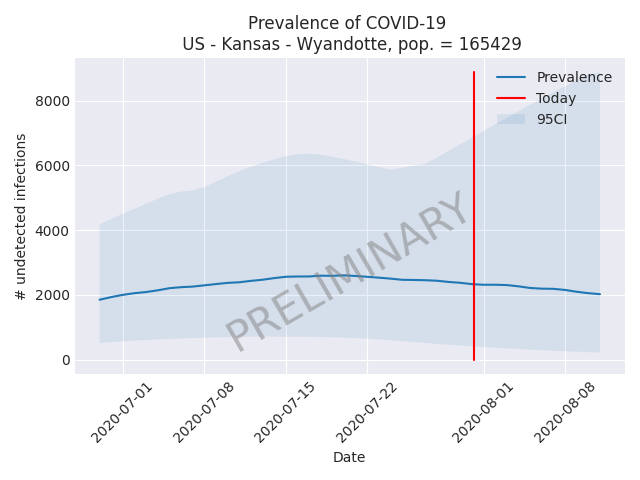 Prevalence of COVID-19
US - Kansas - Wyandotte, pop. = 165429
Prevalence
Today
95CI
8000
6000
4000
2000
0
# undetected infections
PRELIMINARY
2020-07-01
2020-07-08
2020-07-15
2020-07-22
2020-08-01
2020-08-08
Date